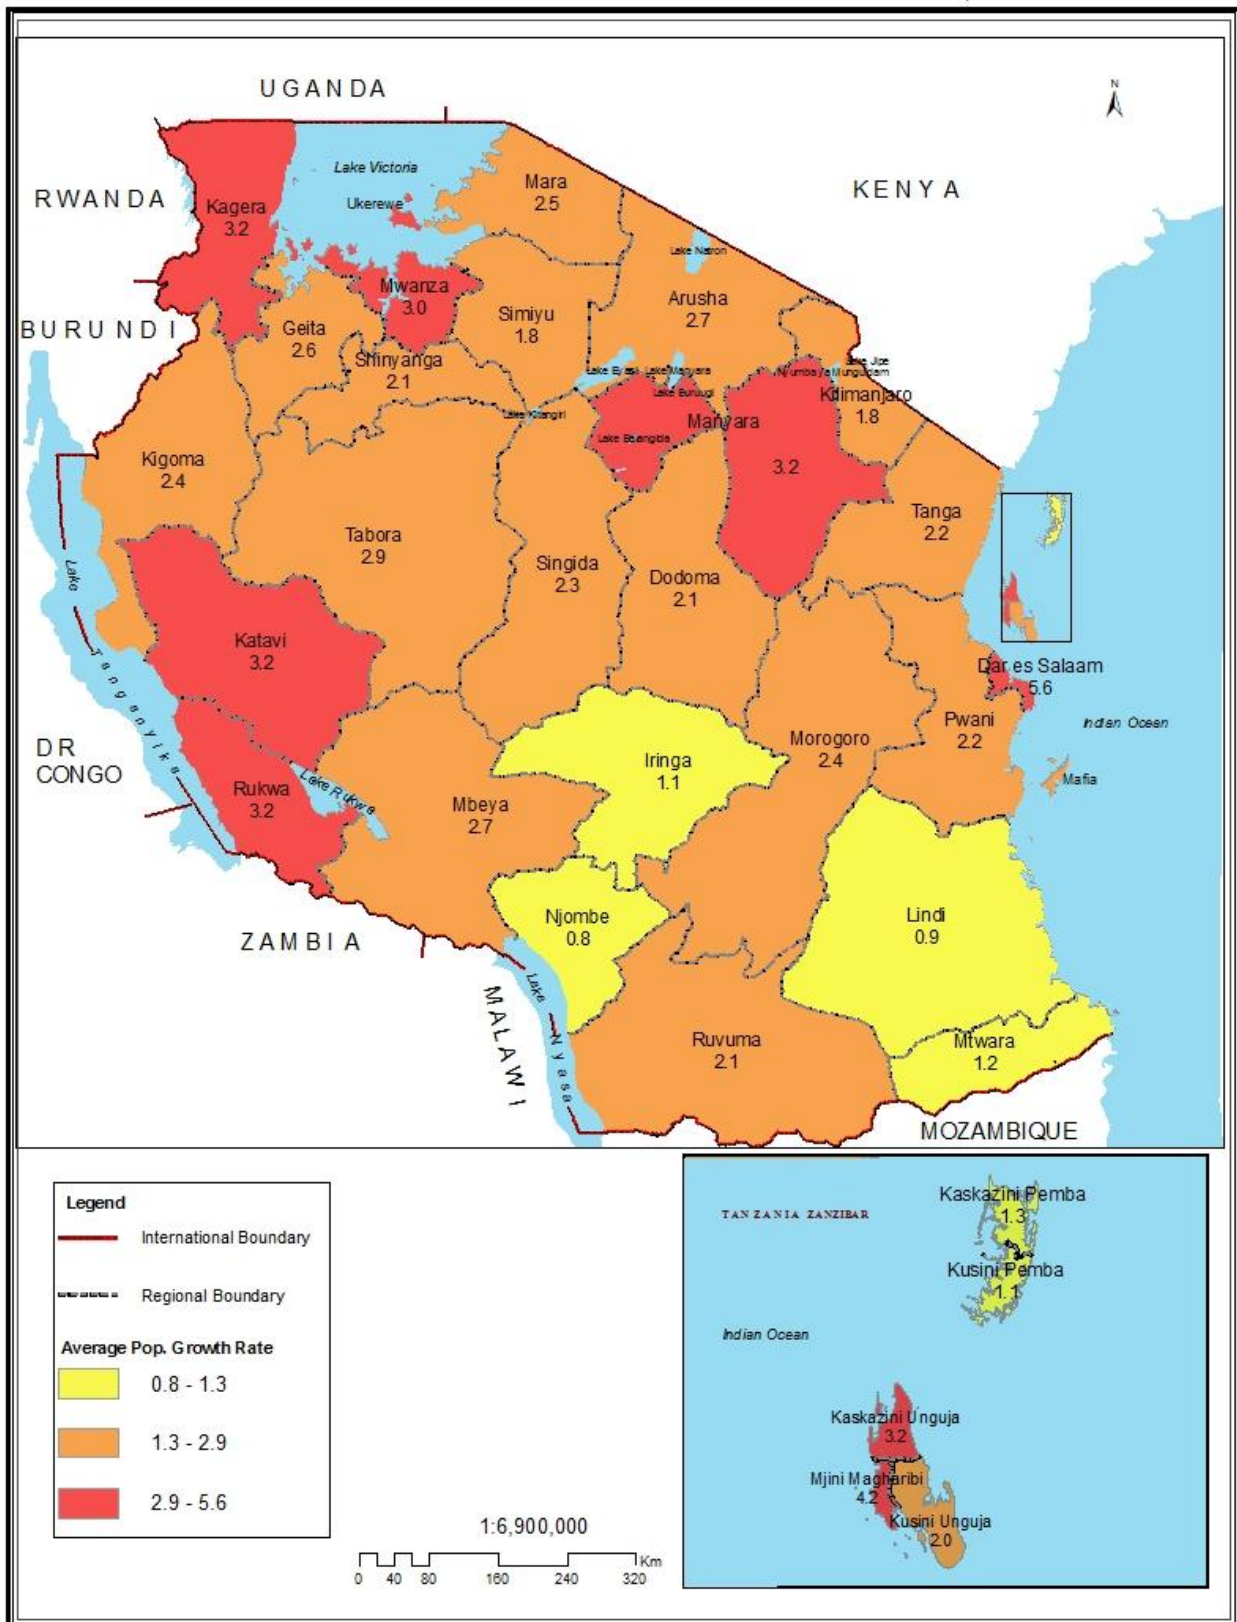 N
UGANDA
Lake Victoria
Ukerewe
RWANDA
KENYA
Mara
2.5
Kagera
3.2
Lake Natron
Mwanza
3.0
Arusha
2.7
Simiyu
1.8
BURUNDI
Geita
2.6
Shinyanga
2.1
Lake Jipe
Nyumba Ya Mungu dam
Lake Eyasi
Lake Manyara
Lake Burungi
Kilimanjaro
1.8
Lake Kitangiri
Manyara
3.2
Kigoma
2.4
Tabora
2.9
Singida
2.3
Dodoma
2.1
Tanga
2.2
Katavi
3.2
Lake Tanganyika
Dar es Salaam
5.6
Indian Ocean
Pwani
2.2
Mafia
DR
CONGO
Iringa
1.1
Morogoro
2.4
Rukwa
3.2
Lake Rukwa
Mbeya
2.7
Njombe
0.8
Lindi
0.9
ZAMBIA
MALAWI
Lake Nyasa
Ruvuma
2.1
Mtwara
1.2
MOZAMBIQUE
Legend
International Boundary
Regional Boundary
Average Pop. Growth Rate
0.8 - 1.3
1.3 - 2.9
2.9 - 5.6
1:6,900,000
Km
0 40 80 160 240 320
TANZANIA ZANZIBAR
Kaskazini Pemba
1.3
Kusini Pemba
1.1
Indian Ocean
Kaskazini Unguja
3.2
Mjini Magharibi
4.2
Kusini Unguja
2.0